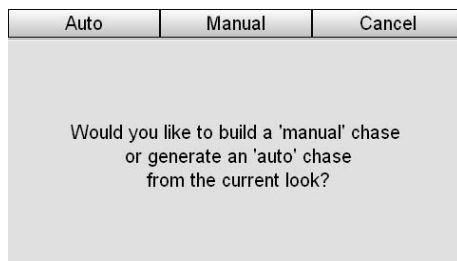 Auto Manual Cancel
Would you like to build a 'manual' chase
or generate an 'auto' chase
from the current look?